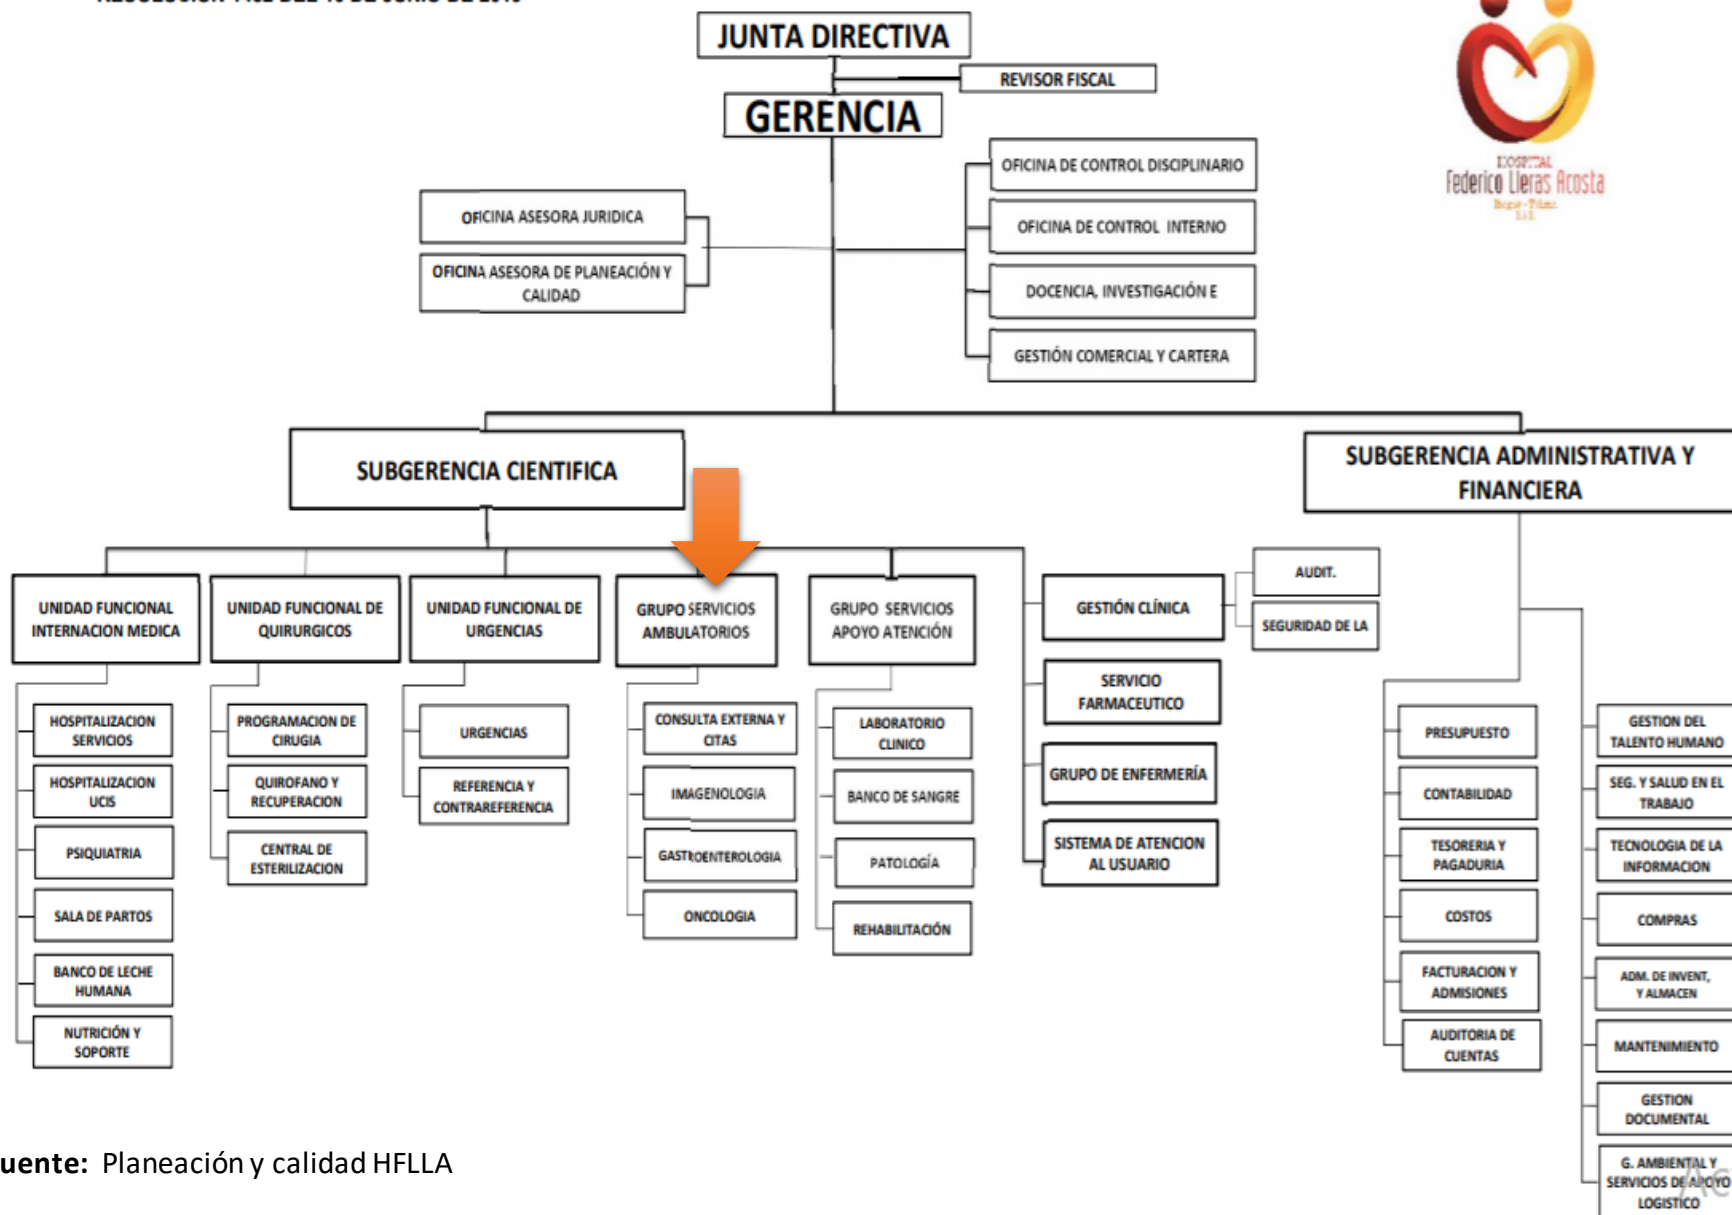 JUNTA DIRECTIVA
REVISOR FISCAL
GERENCIA
OFICINA DE CONTROL DISCIPLINARIO
OFICINA ASESORA JURIDICA
OFICINA DE CONTROL INTERNO
OFICINA ASESORA DE PLANEACIÓN Y
CALIDAD
DOCENCIA, INVESTIGACIÓN E
GESTIÓN COMERCIAL Y CARTERA
HOSPITAL
Federico Lleras Acosta
SUBGERENCIA CIENTIFICA
SUBGERENCIA ADMINISTRATIVA Y
FINANCIERA
UNIDAD FUNCIONAL
INTERNACION MEDICA
HOSPITALIZACION
SERVICIOS
HOSPITALIZACION
UCIS
PSIQUIATRIA
SALA DE PARTOS
BANCO DE LECHE
HUMANA
NUTRICIÓN Y
SOPORTE
UNIDAD FUNCIONAL DE
QUIRURGICOS
PROGRAMACION DE
CIRUGIA
QUIROFANO Y
RECUPERACION
CENTRAL DE
ESTERILIZACION
UNIDAD FUNCIONAL DE
URGENCIAS
URGENCIAS
REFERENCIA Y
CONTRAREFERENCIA
GRUPO SERVICIOS
AMBULATORIOS
CONSULTA EXTERNA Y
CITAS
IMAGENOLOGIA
GASTROENTEROLOGIA
ONCOLOGIA
GRUPO SERVICIOS
APOYO ATENCIÓN
LABORATORIO
CLINICO
BANCO DE SANGRE
PATOLOGÍA
REHABILITACIÓN
GESTIÓN CLÍNICA
AUDIT.
SEGURIDAD DE LA
SERVICIO
FARMACEUTICO
GRUPO DE ENFERMERÍA
SISTEMA DE ATENCION
AL USUARIO
PRESUPUESTO
CONTABILIDAD
TESORERIA Y
PAGADURIA
COSTOS
FACTURACION Y
ADMISIONES
AUDITORIA DE
CUENTAS
GESTION DEL
TALENTO HUMANO
SEG. Y SALUD EN EL
TRABAJO
TECNOLOGIA DE LA
INFORMACION
COMPRAS
ADM. DE INVENT,
Y ALMACEN
MANTENIMIENTO
GESTION
DOCUMENTAL
G. AMBIENTAL Y
SERVICIOS DE APOYO
LOGISTICO
uente: Planeación y calidad HFLLA